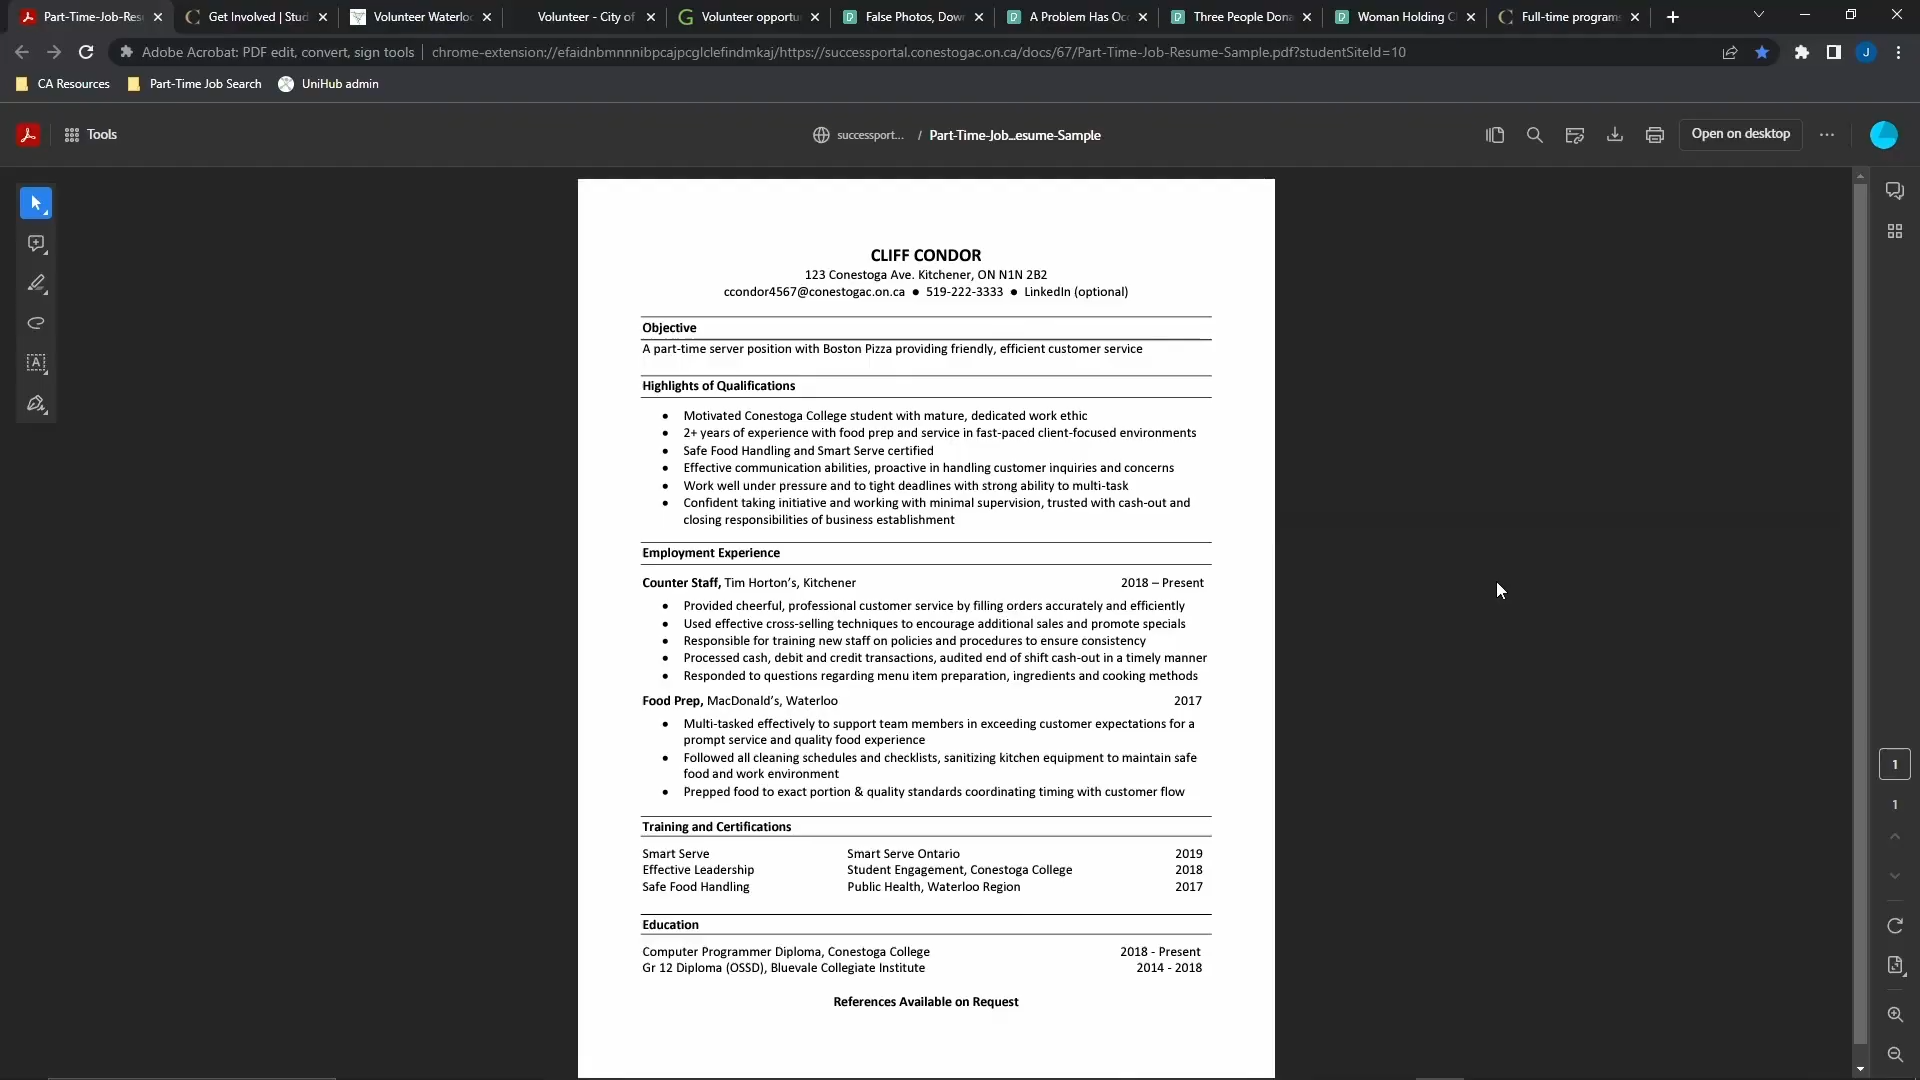 Part-Time-Job-Res
Get Involved | Stud
Volunteer Waterloo
Volunteer - City of
Volunteer opportu
False Photos, Dow
A Problem Has Oc
Three People Dona
Woman Holding C
Full-time program
Adobe Acrobat: PDF edit, convert, sign tools
chrome-extension://efaidnbmnnnibpcajpcglclefindmkaj/https://successportal.conestogac.on.ca/docs/67/Part-Time-Job-Resume-Sample.pdf?studentSiteId=10
J
CA Resources
Part-Time Job Search
UniHub admin
Tools
successport... / Part-Time-Job...esume-Sample
Open on desktop
CLIFF CONDOR
123 Conestoga Ave. Kitchener, ON N1N 2B2
ccondor4567@conestogac.on.ca ● 519-222-3333 ● LinkedIn (optional)
Objective
A part-time server position with Boston Pizza providing friendly, efficient customer service
Highlights of Qualifications
• Motivated Conestoga College student with mature, dedicated work ethic
• 2+ years of experience with food prep and service in fast-paced client-focused environments
• Safe Food Handling and Smart Serve certified
• Effective communication abilities, proactive in handling customer inquiries and concerns
• Work well under pressure and to tight deadlines with strong ability to multi-task
• Confident taking initiative and working with minimal supervision, trusted with cash-out and
closing responsibilities of business establishment
Employment Experience
Counter Staff, Tim Horton's, Kitchener 2018 – Present
• Provided cheerful, professional customer service by filling orders accurately and efficiently
• Used effective cross-selling techniques to encourage additional sales and promote specials
• Responsible for training new staff on policies and procedures to ensure consistency
• Processed cash, debit and credit transactions, audited end of shift cash-out in a timely manner
• Responded to questions regarding menu item preparation, ingredients and cooking methods
Food Prep, MacDonald's, Waterloo 2017
• Multi-tasked effectively to support team members in exceeding customer expectations for a
prompt service and quality food experience
• Followed all cleaning schedules and checklists, sanitizing kitchen equipment to maintain safe
food and work environment
• Prepped food to exact portion & quality standards coordinating timing with customer flow
Training and Certifications
Smart Serve Smart Serve Ontario 2019
Effective Leadership Student Engagement, Conestoga College 2018
Safe Food Handling Public Health, Waterloo Region 2017
Education
Computer Programmer Diploma, Conestoga College 2018 - Present
Gr 12 Diploma (OSSD), Bluevale Collegiate Institute 2014 - 2018
References Available on Request
1
1